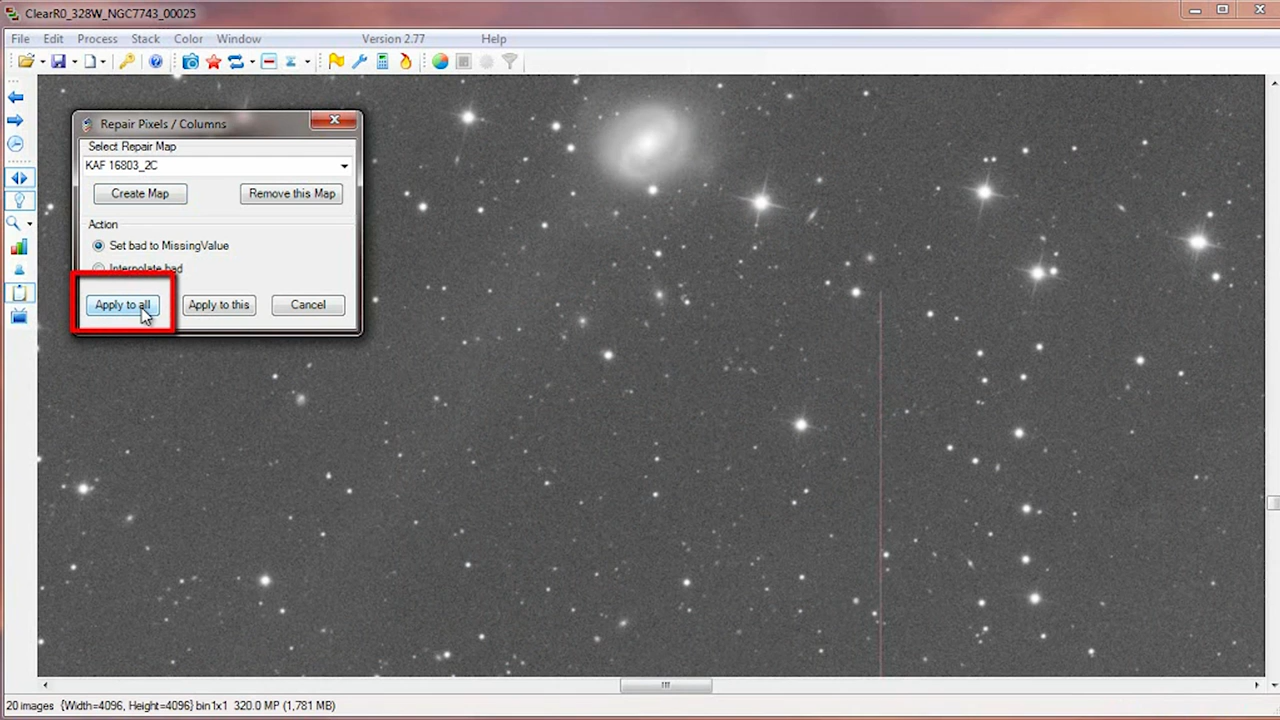 ClearR0_328W_NGC7743_00025
File Edit Process Stack Color Window Version 2.77 Help
Repair Pixels / Columns
Select Repair Map
KAF 16803_2C
Create Map Remove this Map
Action
Set bad to MissingValue
Interpolate bad
Apply to all Apply to this Cancel
20 images {Width=4096, Height=4096} bin1x1 320.0 MP (1,781 MB)